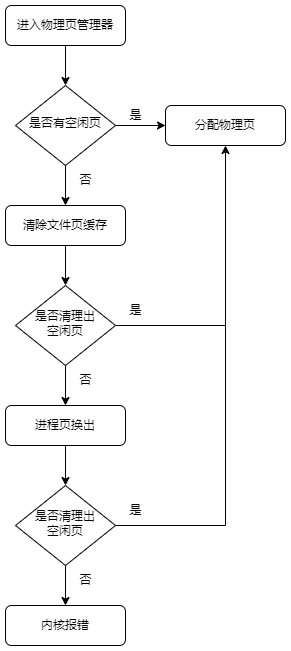 进入物理页管理器
是否有空闲页
是
分配物理页
否
清除文件页缓存
是否清理出
空闲页
是
否
进程页换出
是否清理出
空闲页
是
否
内核报错